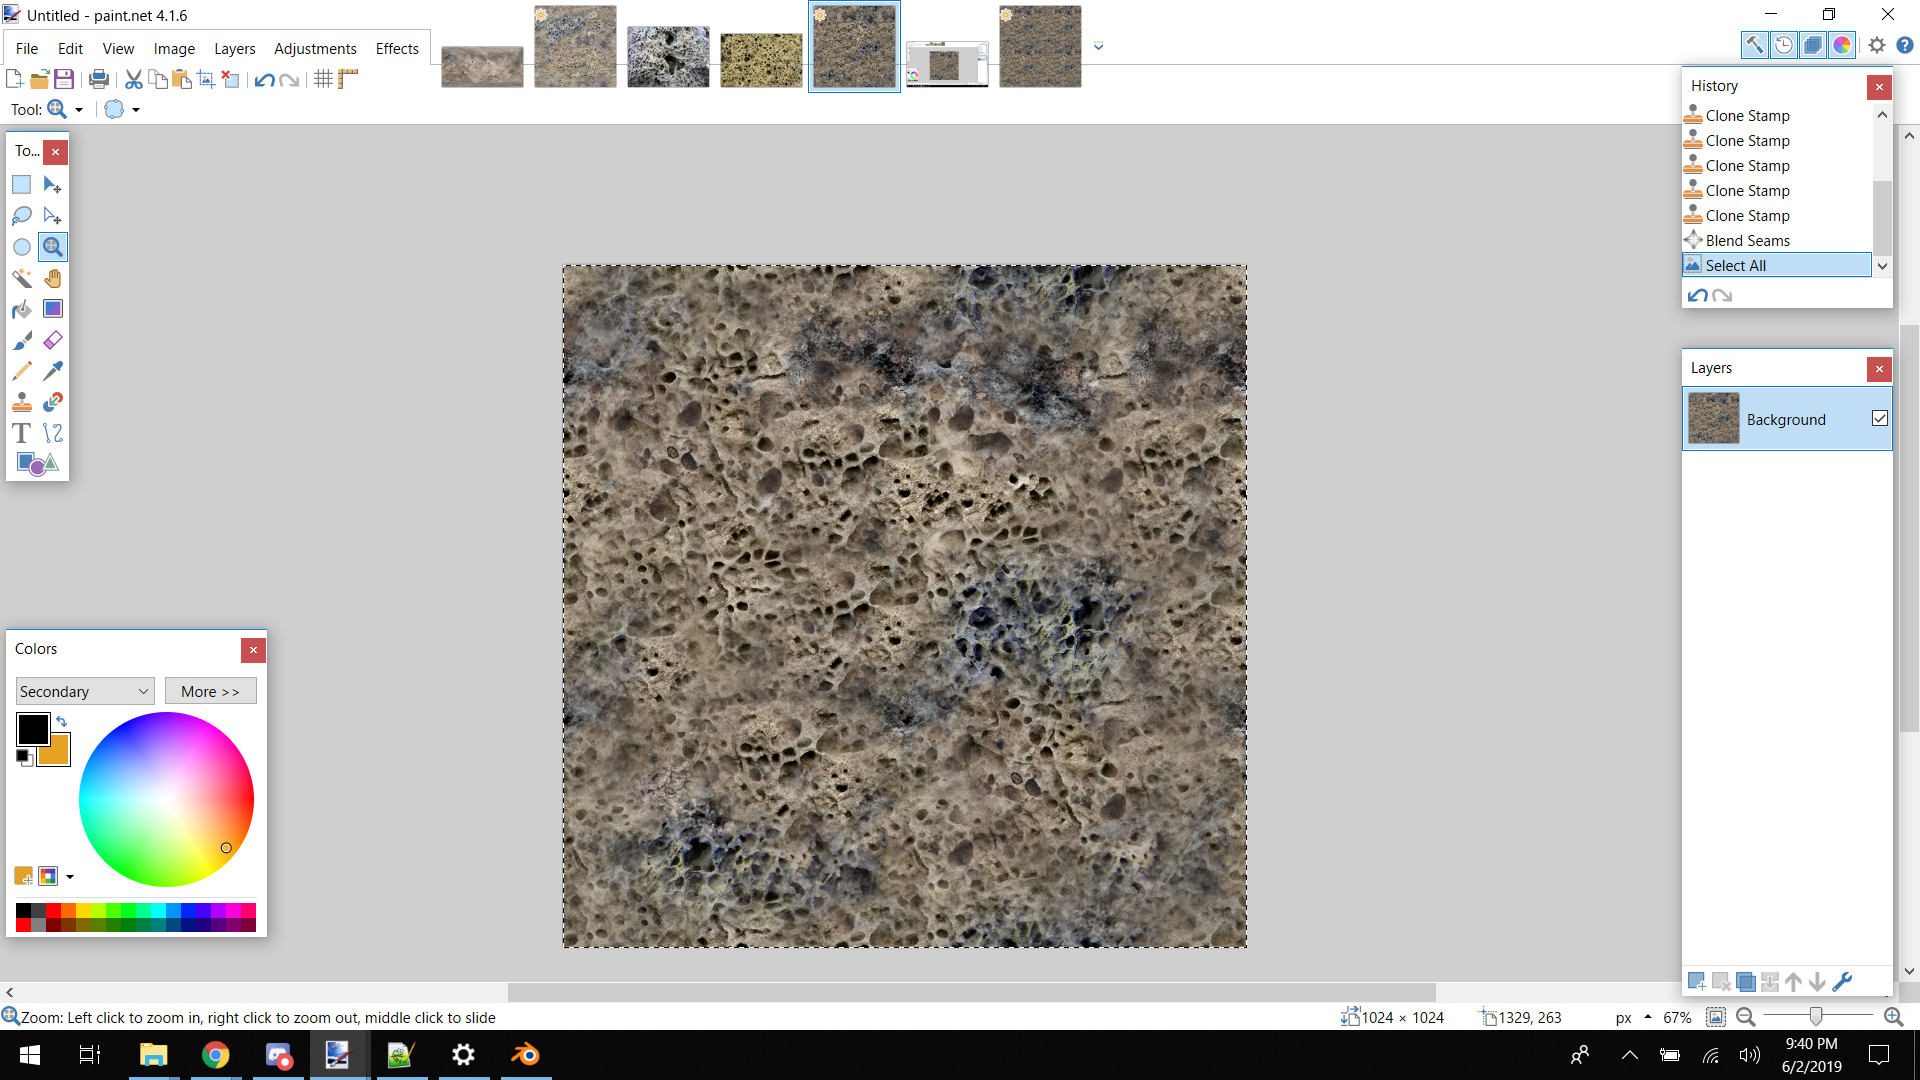 Untitled - paint.net 4.1.6
File Edit View Image Layers Adjustments Effects
Tool:
To...
History
Clone Stamp
Clone Stamp
Clone Stamp
Clone Stamp
Clone Stamp
Blend Seams
Select All
Layers
Background
Colors
Secondary
More >>
Zoom: Left click to zoom in, right click to zoom out, middle click to slide
1024 × 1024
1329, 263
px
67%
9:40 PM
6/2/2019